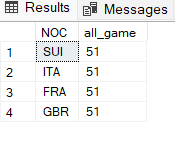 Results Messages
NOC all_game
1 SUI 51
2 ITA 51
3 FRA 51
4 GBR 51